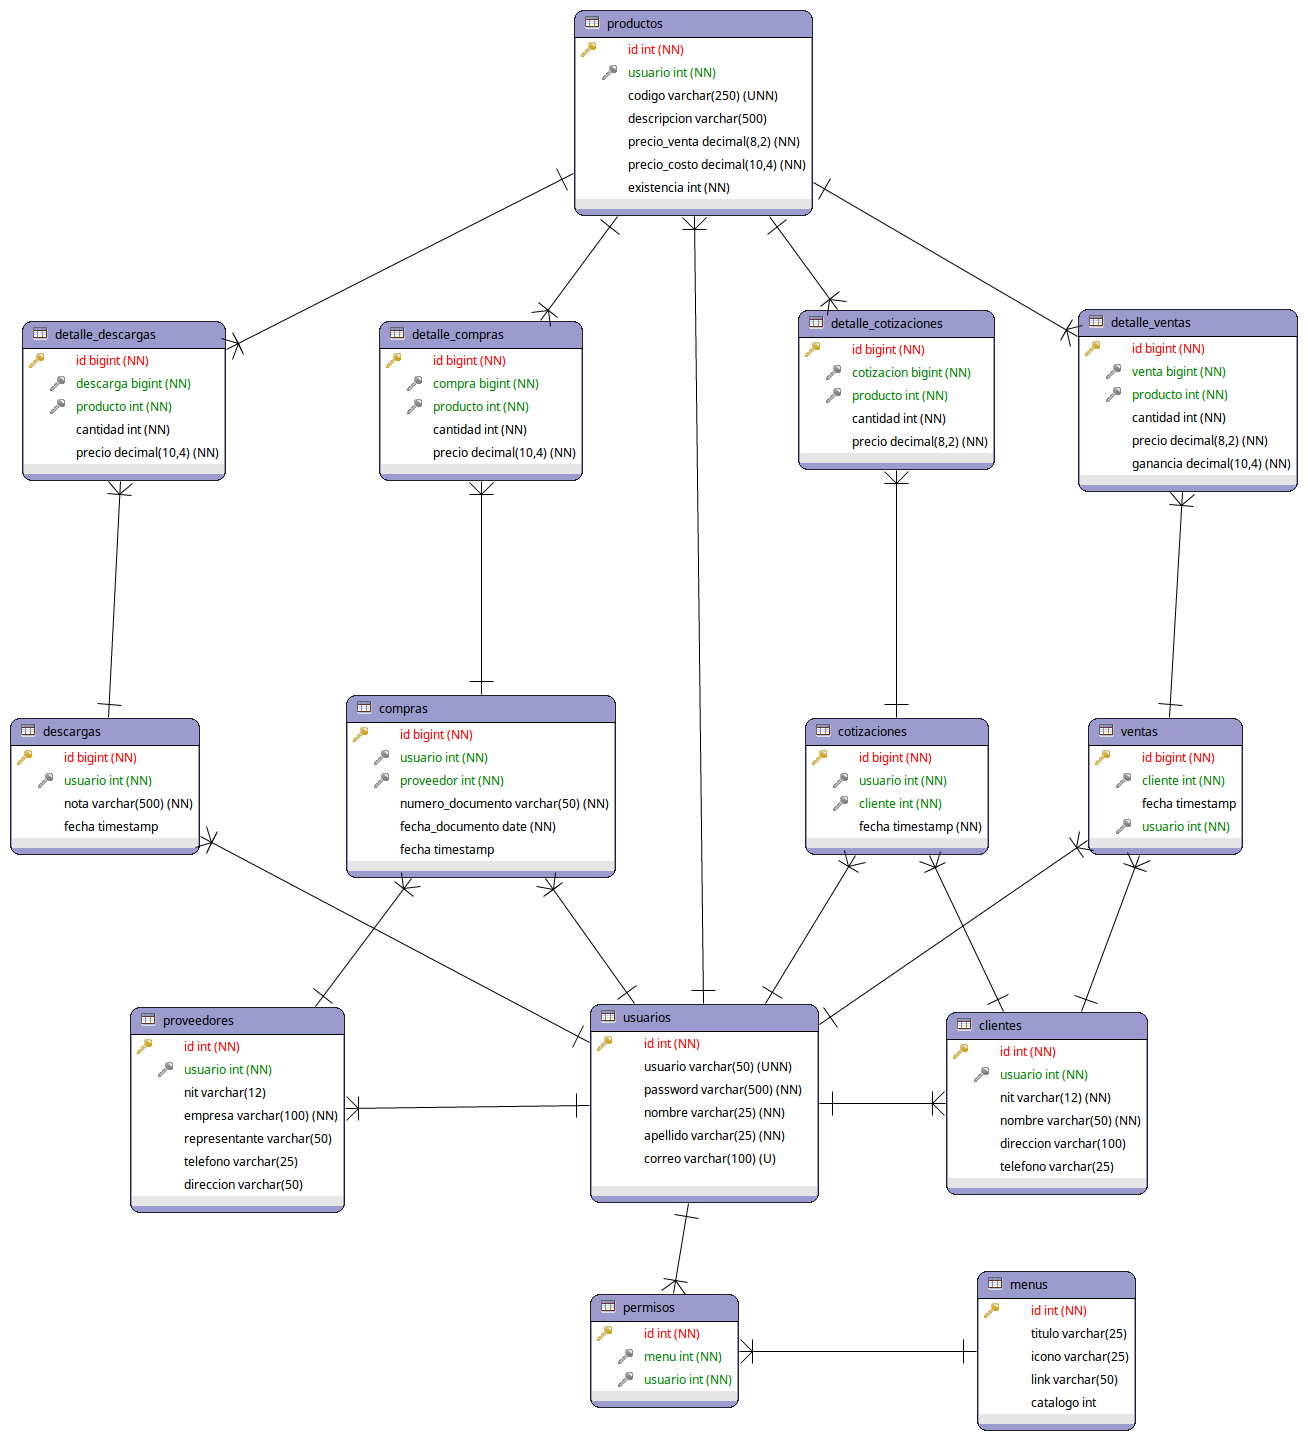 productos
id int (NN)
usuario int (NN)
codigo varchar(250) (UNN)
descripcion varchar(500)
precio_venta decimal(8,2) (NN)
precio_costo decimal(10,4) (NN)
existencia int (NN)
detalle_descargas
id bigint (NN)
descarga bigint (NN)
producto int (NN)
cantidad int (NN)
precio decimal(10,4) (NN)
detalle_compras
id bigint (NN)
compra bigint (NN)
producto int (NN)
cantidad int (NN)
precio decimal(10,4) (NN)
detalle_cotizaciones
id bigint (NN)
cotizacion bigint (NN)
producto int (NN)
cantidad int (NN)
precio decimal(8,2) (NN)
detalle_ventas
id bigint (NN)
venta bigint (NN)
producto int (NN)
cantidad int (NN)
precio decimal(8,2) (NN)
ganancia decimal(10,4) (NN)
descargas
id bigint (NN)
usuario int (NN)
nota varchar(500) (NN)
fecha timestamp
compras
id bigint (NN)
usuario int (NN)
proveedor int (NN)
numero_documento varchar(50) (NN)
fecha_documento date (NN)
fecha timestamp
cotizaciones
id bigint (NN)
usuario int (NN)
cliente int (NN)
fecha timestamp (NN)
ventas
id bigint (NN)
cliente int (NN)
fecha timestamp
usuario int (NN)
proveedores
id int (NN)
usuario int (NN)
nit varchar(12)
empresa varchar(100) (NN)
representante varchar(50)
telefono varchar(25)
direccion varchar(50)
usuarios
id int (NN)
usuario varchar(50) (UNN)
password varchar(500) (NN)
nombre varchar(25) (NN)
apellido varchar(25) (NN)
correo varchar(100) (U)
clientes
id int (NN)
usuario int (NN)
nit varchar(12) (NN)
nombre varchar(50) (NN)
direccion varchar(100)
telefono varchar(25)
permisos
id int (NN)
menu int (NN)
usuario int (NN)
menus
id int (NN)
titulo varchar(25)
icono varchar(25)
link varchar(50)
catalogo int